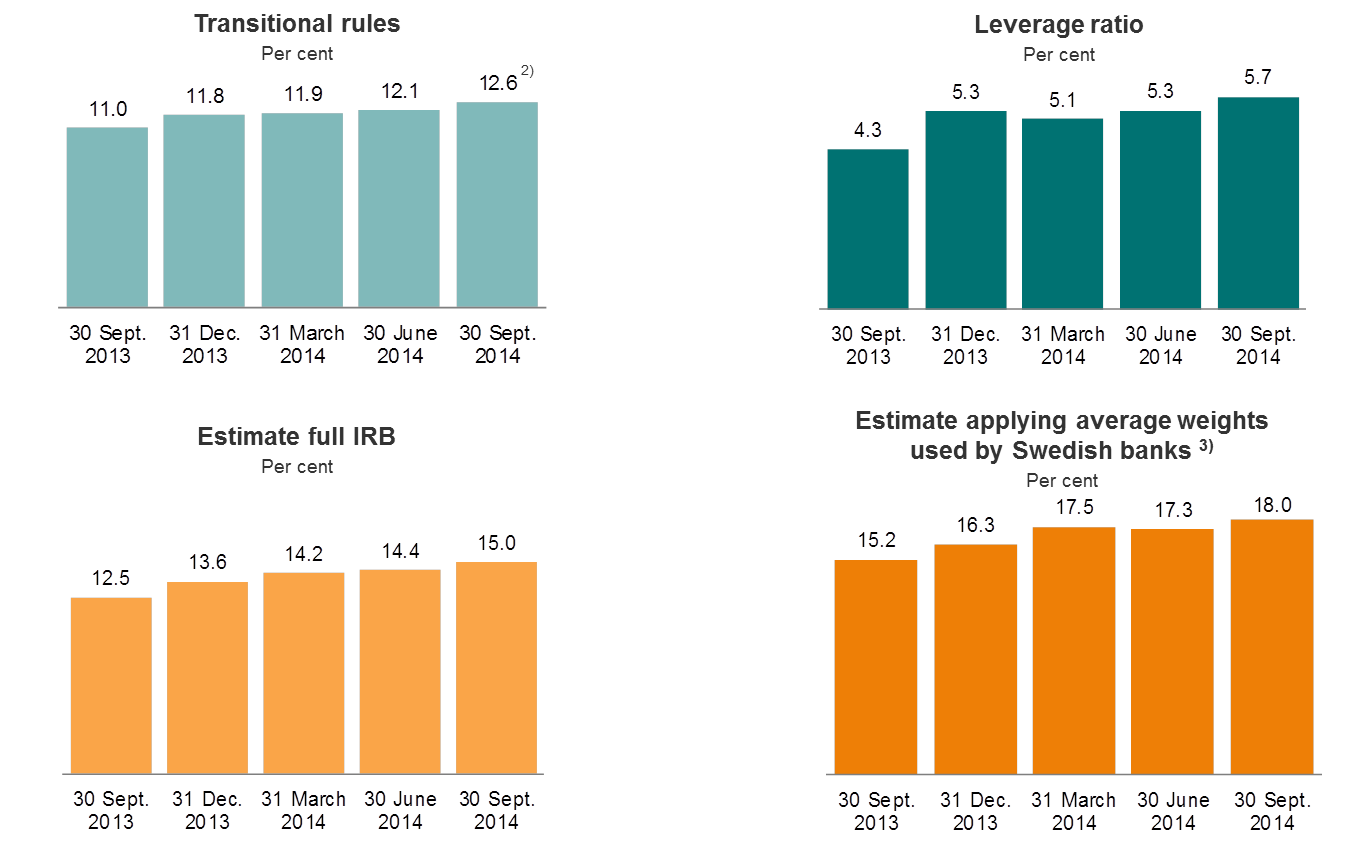 Transitional rules
Per cent
11.0 11.8 11.9 12.1 12.6 2)
30 Sept. 31 Dec. 31 March 30 June 30 Sept.
2013 2013 2014 2014 2014
Leverage ratio
Per cent
4.3 5.3 5.1 5.3 5.7
30 Sept. 31 Dec. 31 March 30 June 30 Sept.
2013 2013 2014 2014 2014
Estimate full IRB
Per cent
12.5 13.6 14.2 14.4 15.0
30 Sept. 31 Dec. 31 March 30 June 30 Sept.
2013 2013 2014 2014 2014
Estimate applying average weights
used by Swedish banks 3)
Per cent
15.2 16.3 17.5 17.3 18.0
30 Sept. 31 Dec. 31 March 30 June 30 Sept.
2013 2013 2014 2014 2014